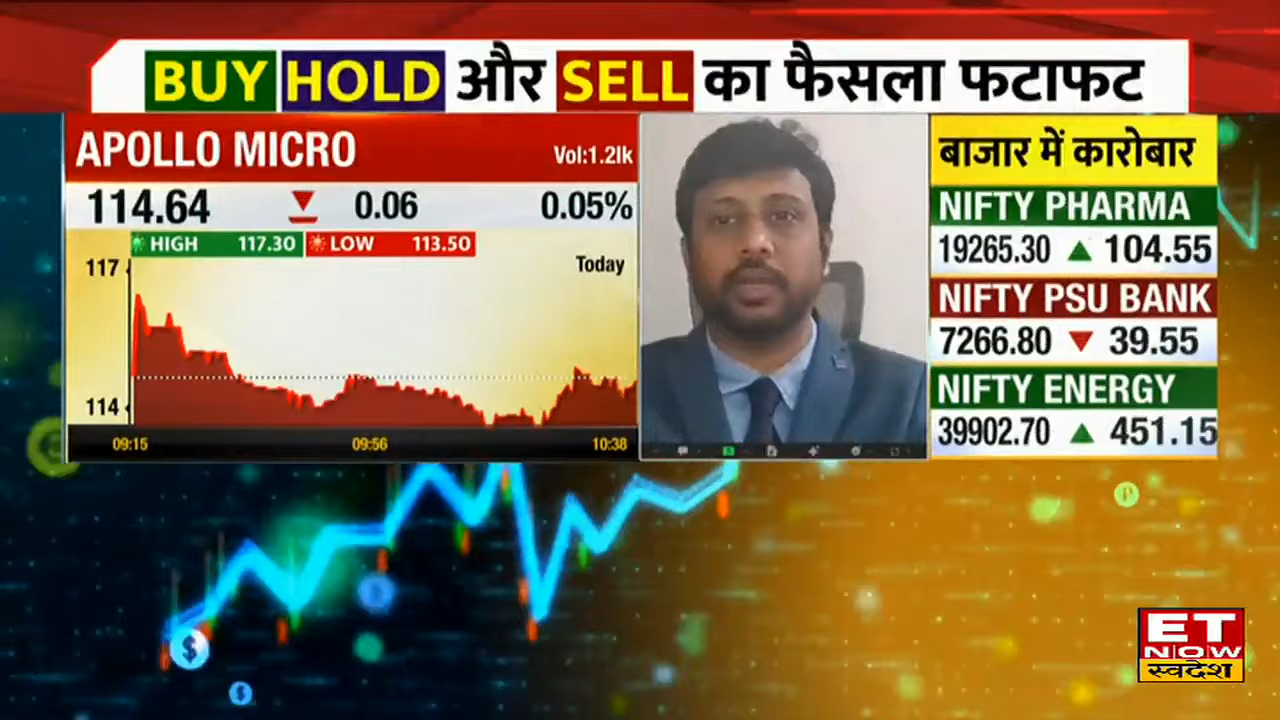 BUY HOLD और SELL का फैसला फटाफट
APOLLO MICRO Vol:1.2lk
114.64 ▼ 0.06 0.05%
HIGH 117.30 LOW 113.50
Today
117
114
09:15 09:56 10:38
बाजार में कारोबार
NIFTY PHARMA
19265.30 ▲ 104.55
NIFTY PSU BANK
7266.80 ▼ 39.55
NIFTY ENERGY
39902.70 ▲ 451.15
ET
NOW
स्वदेश